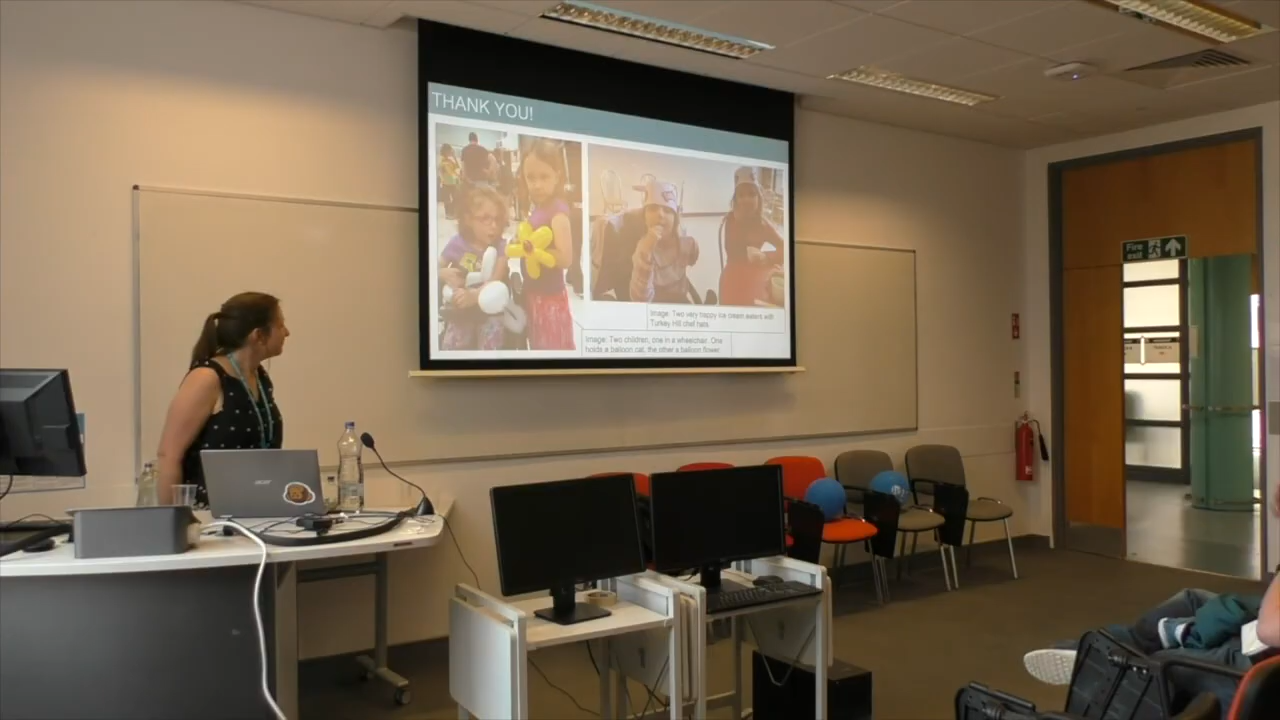 THANK YOU!
Image: Two very happy ice cream eaters with
Turkey Hill chef hats.
Image: Two children, one in a wheelchair. One
holds a balloon cat, the other a balloon flower.
Fire
exit
acer